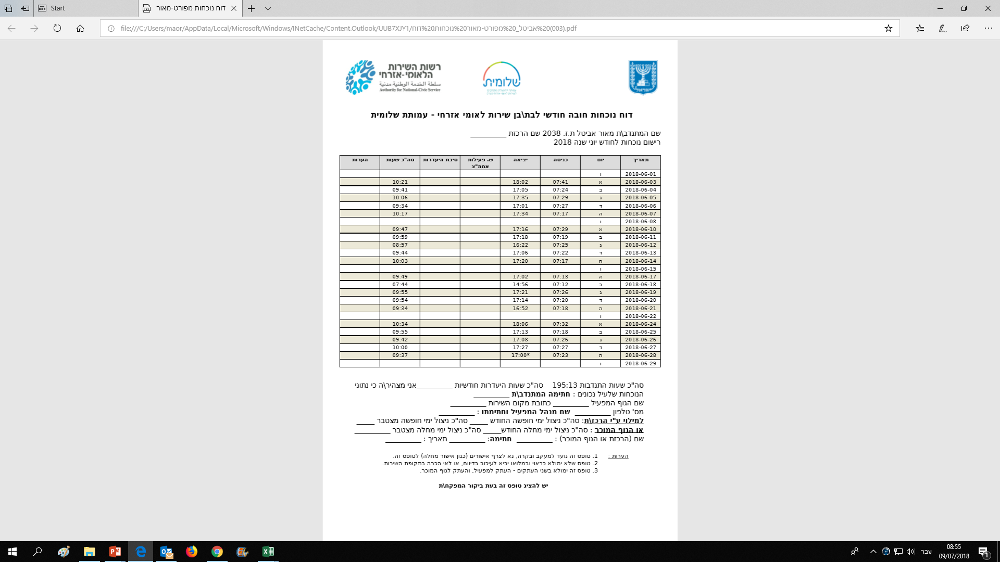 Start
דוח נוכחות מפורט-מאור
file:///C:/Users/maor/AppData/Local/Microsoft/Windows/INetCache/Content.Outlook/UUB7XJY1/דוח%20נוכחות%20מפורט-מאור%20_אביטל%20(003).pdf
רשות השירות
הלאומי-אזרחי
سلطة الخدمة الوطنية-مدنية
Authority for National-Civic Service
שלומית
ישראל
דוח נוכחות חובה חודשי לבת\בן שירות לאומי אזרחי - עמותת שלומית
שם המתנדב\ת מאור אביטל ת.ז. 2038 שם הרכזת __________
רישום נוכחות לחודש יוני שנה 2018
תאריך יום כניסה יציאה ש. פעילות אחה"צ סיבת היעדרות סה"כ שעות הערות
2018-06-01 ו
2018-06-03 א 07:41 18:02 10:21
2018-06-04 ב 07:24 17:05 09:41
2018-06-05 ג 07:29 17:35 10:06
2018-06-06 ד 07:27 17:01 09:34
2018-06-07 ה 07:17 17:34 10:17
2018-06-08 ו
2018-06-10 א 07:29 17:16 09:47
2018-06-11 ב 07:19 17:18 09:59
2018-06-12 ג 07:25 16:22 08:57
2018-06-13 ד 07:22 17:06 09:44
2018-06-14 ה 07:17 17:20 10:03
2018-06-15 ו
2018-06-17 א 07:13 17:02 09:49
2018-06-18 ב 07:12 14:56 07:44
2018-06-19 ג 07:26 17:21 09:55
2018-06-20 ד 07:20 17:14 09:54
2018-06-21 ה 07:18 16:52 09:34
2018-06-22 ו
2018-06-24 א 07:32 18:06 10:34
2018-06-25 ב 07:18 17:13 09:55
2018-06-26 ג 07:26 17:08 09:42
2018-06-27 ד 07:27 17:27 10:00
2018-06-28 ה 07:23 17:00* 09:37
2018-06-29 ו
סה"כ שעות התנדבות 195:13 סה"כ שעות היעדרות חודשיות __________אני מצהיר\ה כי נתוני
הנוכחות שלעיל נכונים : חתימה המתנדב\ת __________
שם הגוף המפעיל __________ כתובת מקום השירות __________
מס' טלפון __________ שם מנהל המפעיל וחתימתו : __________
למילוי ע"י הרכז\ת: סה"כ ניצול ימי חופשה החודש _____ סה"כ ניצול ימי חופשה מצטבר _____
או הגוף המוכר : סה"כ ניצול ימי מחלה החודש_____ סה"כ ניצול ימי מחלה מצטבר __________
שם (הרכזת או הגוף המוכר) : __________ חתימה: __________ תאריך : __________
הערות : 1. טופס זה נועד למעקב ובקרה, נא לצרף אישורים (כגון אישור מחלה) לטופס זה.
2. טופס שלא ימולא כראוי ובמלואו יביא לעיכוב בדיווח, או לאי הכרה בתקופת השירות.
3. טופס זה ימולא בשני העתקים - העתק למפעיל, והעתק לגוף המוכר.
יש להציג טופס זה בעת ביקור המפקח\ת
עבר
08:55
09/07/2018
1